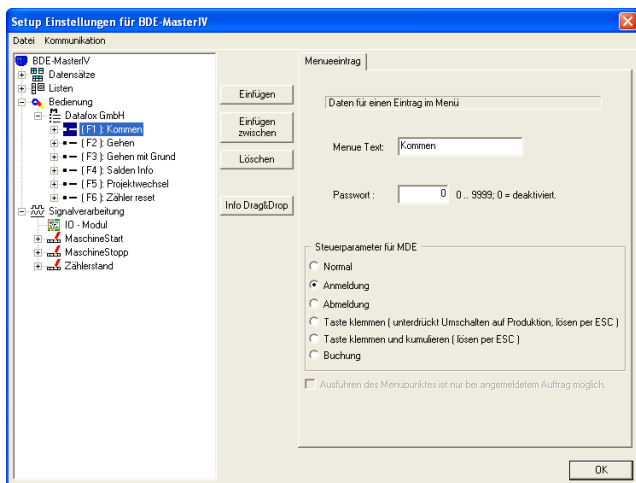 Setup Einstellungen für BDE-MasterIV
Datei Kommunikation
BDE-MasterIV
Datensätze
Listen
Bedienung
Datafox GmbH
( F1 ): Kommen
( F2 ): Gehen
( F3 ): Gehen mit Grund
( F4 ): Salden Info
( F5 ): Projektwechsel
( F6 ): Zähler reset
Signalverarbeitung
IO - Modul
MaschineStart
MaschineStopp
Zählerstand
Einfügen
Einfügen
zwischen
Löschen
Info Drag&Drop
Menueeintrag
Daten für einen Eintrag im Menü
Menue Text: Kommen
Passwort : 0 0 .. 9999; 0 = deaktiviert.
Steuerparameter für MDE
Normal
Anmeldung
Abmeldung
Taste klemmen ( unterdrückt Umschalten auf Produktion, lösen per ESC )
Taste klemmen und kumulieren ( lösen per ESC )
Buchung
Ausführen des Menüpunktes ist nur bei angemeldetem Auftrag möglich.
OK